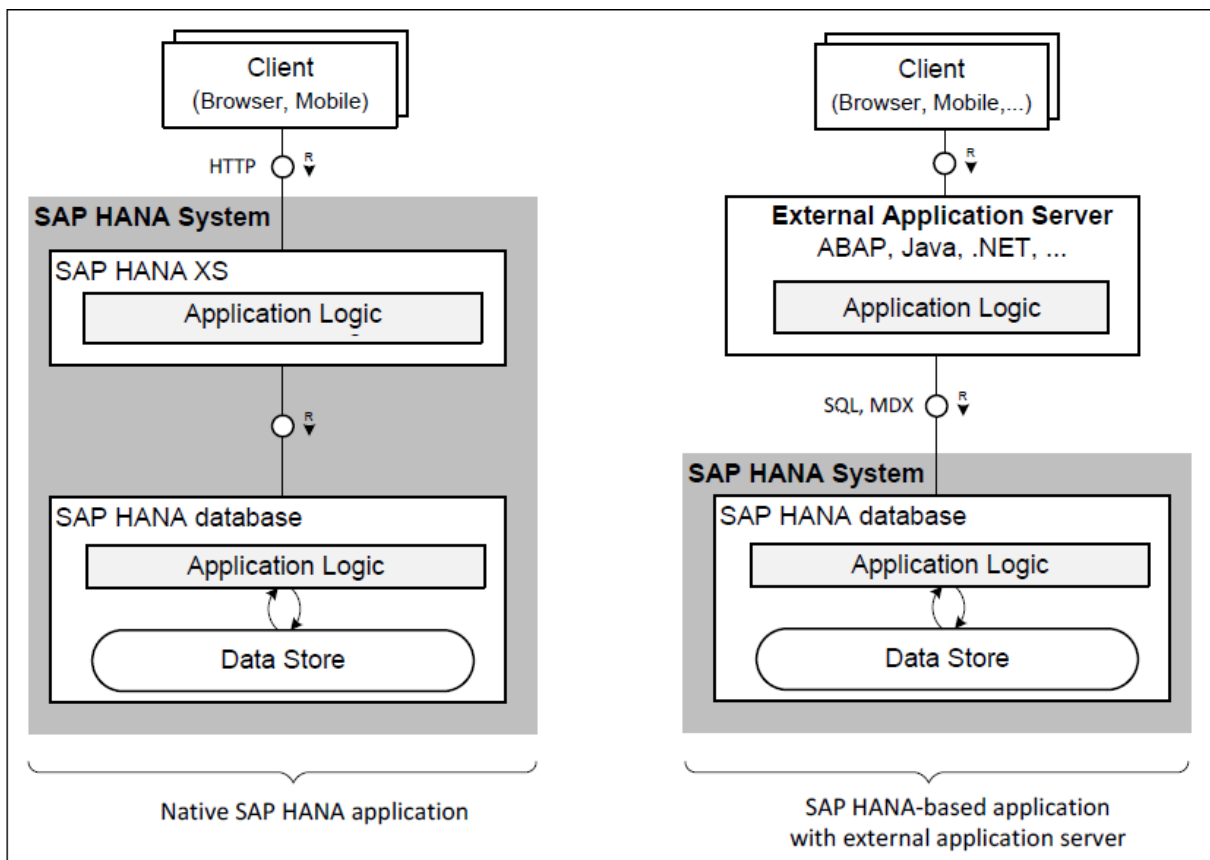 Client
(Browser, Mobile)
HTTP
R
SAP HANA System
SAP HANA XS
Application Logic
R
SAP HANA database
Application Logic
Data Store
Native SAP HANA application
Client
(Browser, Mobile,...)
R
External Application Server
ABAP, Java, .NET, ...
Application Logic
SQL, MDX
R
SAP HANA System
SAP HANA database
Application Logic
Data Store
SAP HANA-based application
with external application server